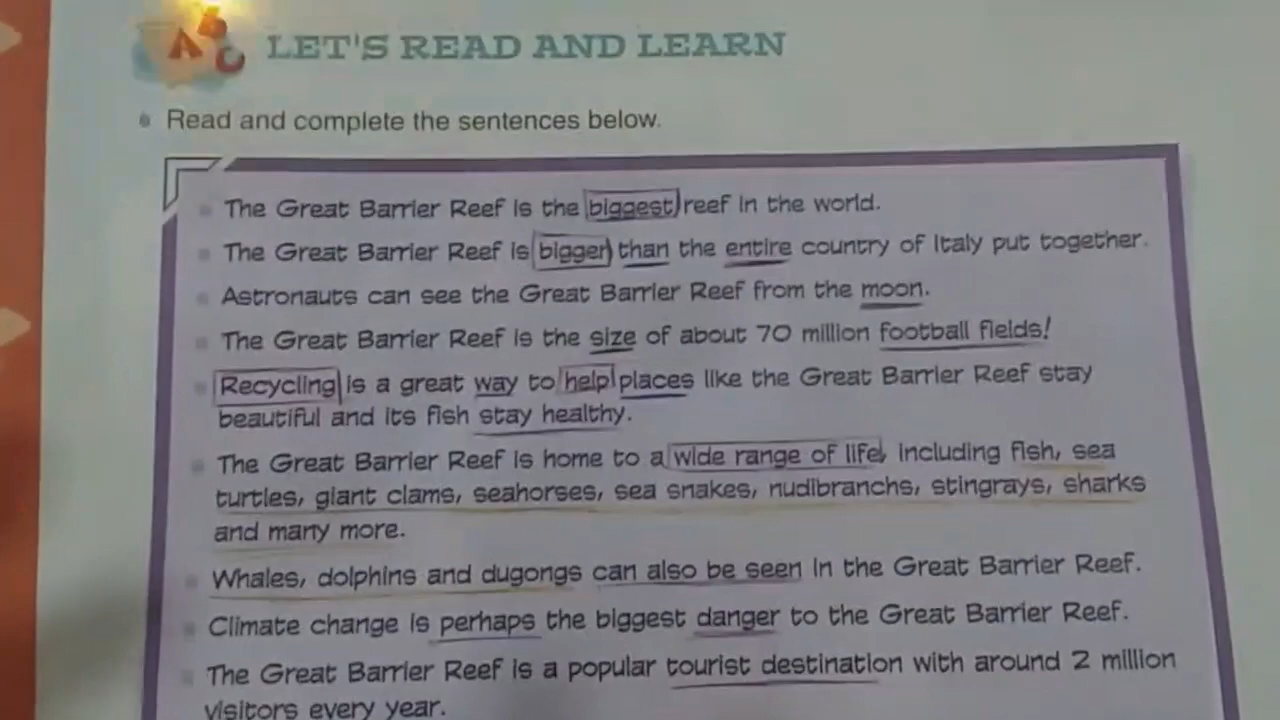 A B C
LET'S READ AND LEARN
Read and complete the sentences below.
The Great Barrier Reef is the biggest reef in the world.
The Great Barrier Reef is bigger than the entire country of Italy put together.
Astronauts can see the Great Barrier Reef from the moon.
The Great Barrier Reef is the size of about 70 million football fields!
Recycling is a great way to help places like the Great Barrier Reef stay
beautiful and its fish stay healthy.
The Great Barrier Reef is home to a wide range of life, including fish, sea
turtles, giant clams, seahorses, sea snakes, nudibranchs, stingrays, sharks
and many more.
Whales, dolphins and dugongs can also be seen in the Great Barrier Reef.
Climate change is perhaps the biggest danger to the Great Barrier Reef.
The Great Barrier Reef is a popular tourist destination with around 2 million
visitors every year.